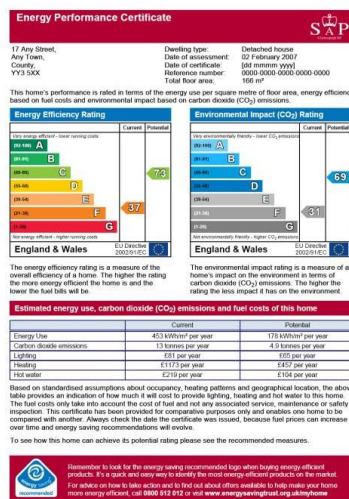 Energy Performance Certificate
SAP
17 Any Street,
Any Town,
County,
YY3 5XX
Dwelling type: Detached house
Date of assessment: 02 February 2007
Date of certificate: [dd mmmm yyyy]
Reference number: 0000-0000-0000-0000-0000
Total floor area: 166 m²
This home's performance is rated in terms of the energy use per square metre of floor area, energy efficienc
based on fuel costs and environmental impact based on carbon dioxide (CO₂) emissions.
Energy Efficiency Rating
Current Potential
Very energy efficient - lower running costs
(92-100) A
(81-91) B
(69-80) C
(55-68) D
(39-54) E
(21-38) F
(1-20) G
Not energy efficient - higher running costs
37
73
England & Wales
EU Directive
2002/91/EC
Environmental Impact (CO₂) Rating
Current Potential
Very environmentally friendly - lower CO₂ emissions
(92-100) A
(81-91) B
(69-80) C
(55-68) D
(39-54) E
(21-38) F
(1-20) G
Not environmentally friendly - higher CO₂ emissions
31
69
England & Wales
EU Directive
2002/91/EC
The energy efficiency rating is a measure of the
overall efficiency of a home. The higher the rating
the more energy efficient the home is and the
lower the fuel bills will be.
The environmental impact rating is a measure of a
home's impact on the environment in terms of
carbon dioxide (CO₂) emissions. The higher the
rating the less impact it has on the environment.
Estimated energy use, carbon dioxide (CO₂) emissions and fuel costs of this home
Current Potential
Energy Use 453 kWh/m² per year 178 kWh/m² per year
Carbon dioxide emissions 13 tonnes per year 4.9 tonnes per year
Lighting £81 per year £65 per year
Heating £1173 per year £457 per year
Hot water £219 per year £104 per year
Based on standardised assumptions about occupancy, heating patterns and geographical location, the abov
table provides an indication of how much it will cost to provide lighting, heating and hot water to this home.
The fuel costs only take into account the cost of fuel and not any associated service, maintenance or safety
inspection. This certificate has been provided for comparative purposes only and enables one home to be
compared with another. Always check the date the certificate was issued, because fuel prices can increase
over time and energy saving recommendations will evolve.
To see how this home can achieve its potential rating please see the recommended measures.
energy saving
recommended
Remember to look for the energy saving recommended logo when buying energy efficient
products. It's a quick and easy way to identify the most energy-efficient products on the market.
For advice on how to take action and to find out about offers available to help make your home
more energy efficient, call 0800 512 012 or visit www.energysavingtrust.org.uk/myhome